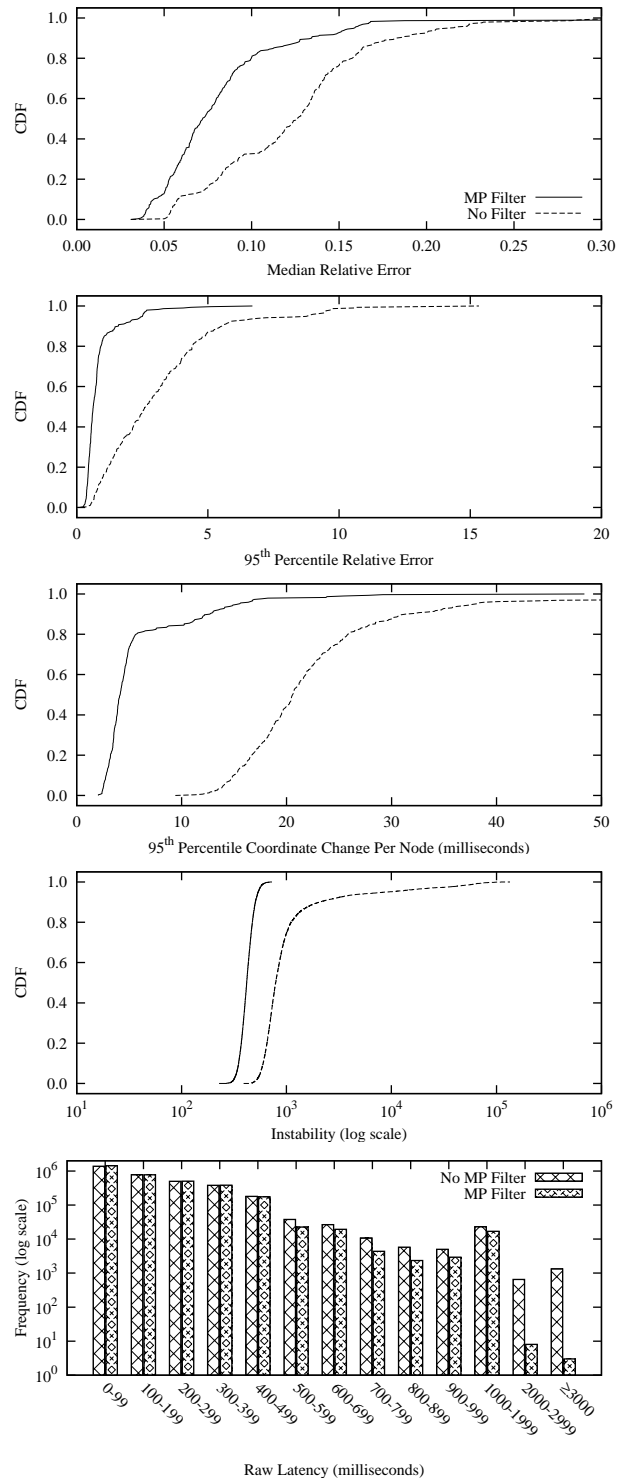 1.0
0.8
0.6
0.4
0.2
0.0
CDF
MP Filter
No Filter
0.00 0.05 0.10 0.15 0.20 0.25 0.30
Median Relative Error
1.0
0.8
0.6
0.4
0.2
0.0
CDF
0 5 10 15 20
95th Percentile Relative Error
1.0
0.8
0.6
0.4
0.2
0.0
CDF
0 10 20 30 40 50
95th Percentile Coordinate Change Per Node (milliseconds)
1.0
0.8
0.6
0.4
0.2
0.0
CDF
10^1 10^2 10^3 10^4 10^5 10^6
Instability (log scale)
10^6
10^5
10^4
10^3
10^2
10^1
10^0
Frequency (log scale)
No MP Filter
MP Filter
0-99
100-199
200-299
300-399
400-499
500-599
600-699
700-799
800-899
900-999
1000-1999
2000-2999
≥3000
Raw Latency (milliseconds)